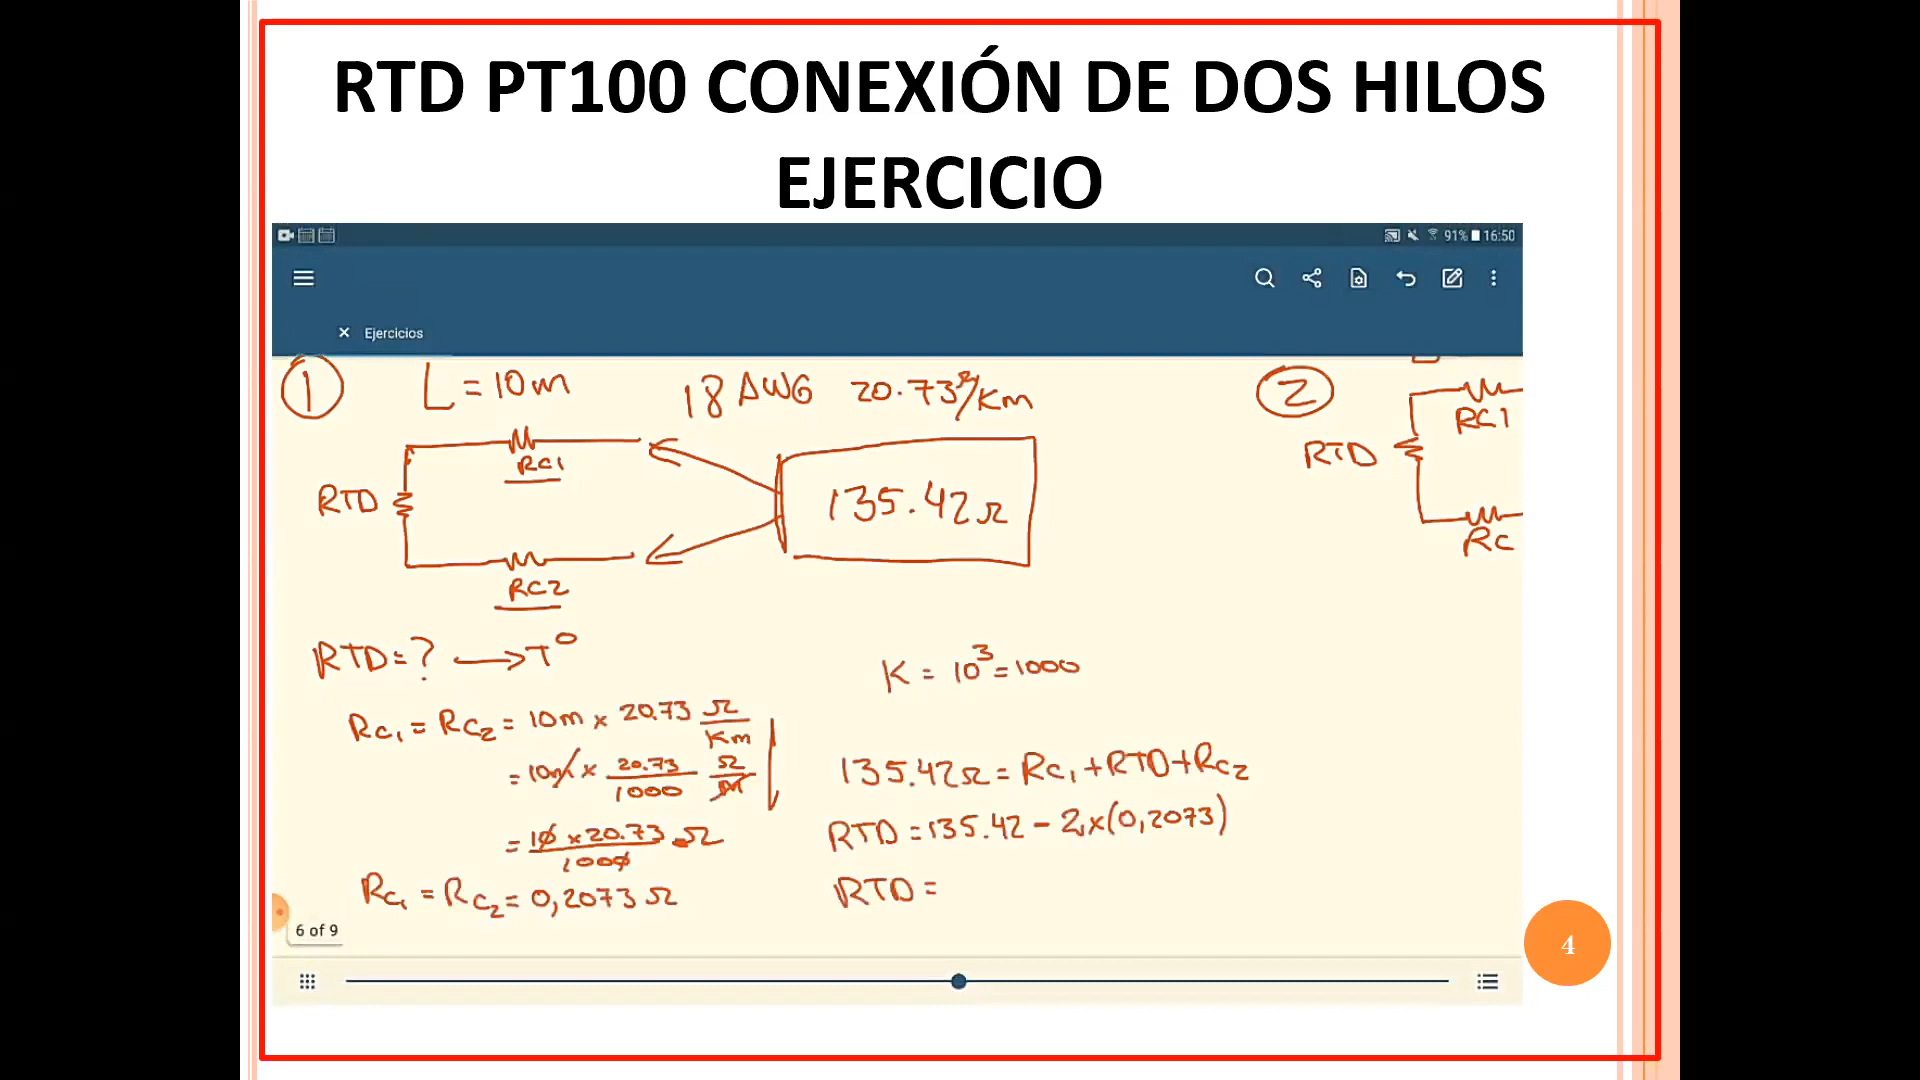 RTD PT100 CONEXIÓN DE DOS HILOS
EJERCICIO
91% 16:50
× Ejercicios
1
L = 10m 18 AWG 20.73Ω/Km
RC1
RTD
135.42Ω
RC2
2
RC1
RTD
RC
RTD = ? → T°
K = 10³ = 1000
RC₁ = RC₂ = 10m × 20.73 Ω/Km
= 10m × 20.73/1000 Ω/m
= 10 × 20.73/1000 Ω
RC₁ = RC₂ = 0,2073 Ω
135.42Ω = RC₁ + RTD + RC₂
RTD = 135.42 - 2×(0,2073)
RTD =
6 of 9
4